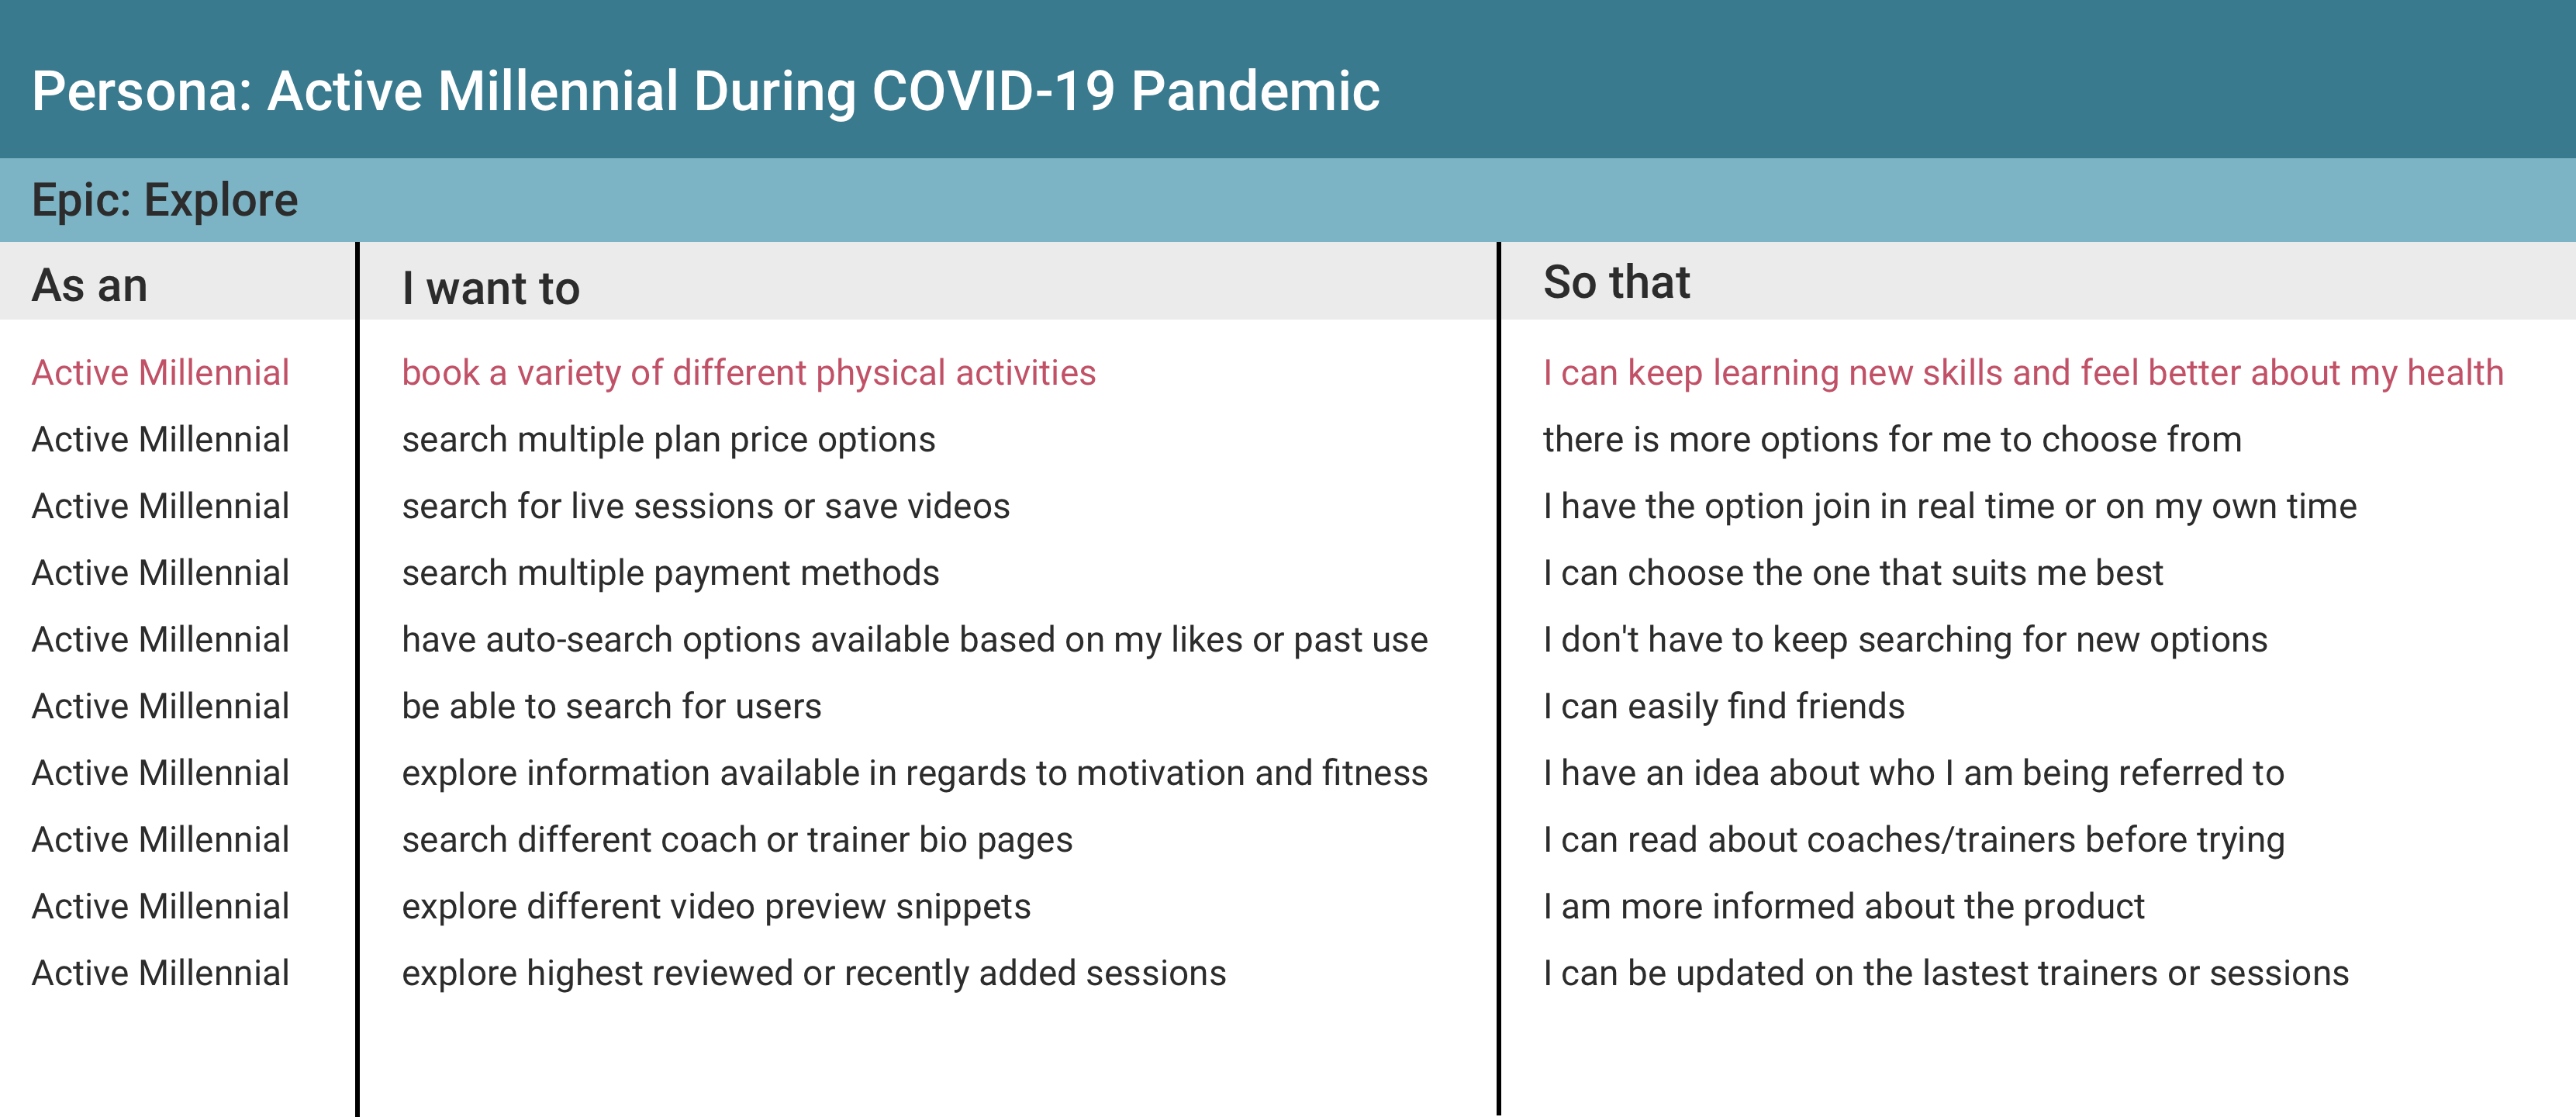 Persona: Active Millennial During COVID-19 Pandemic
Epic: Explore
As an I want to So that
Active Millennial book a variety of different physical activities I can keep learning new skills and feel better about my health
Active Millennial search multiple plan price options there is more options for me to choose from
Active Millennial search for live sessions or save videos I have the option join in real time or on my own time
Active Millennial search multiple payment methods I can choose the one that suits me best
Active Millennial have auto-search options available based on my likes or past use I don't have to keep searching for new options
Active Millennial be able to search for users I can easily find friends
Active Millennial explore information available in regards to motivation and fitness I have an idea about who I am being referred to
Active Millennial search different coach or trainer bio pages I can read about coaches/trainers before trying
Active Millennial explore different video preview snippets I am more informed about the product
Active Millennial explore highest reviewed or recently added sessions I can be updated on the lastest trainers or sessions